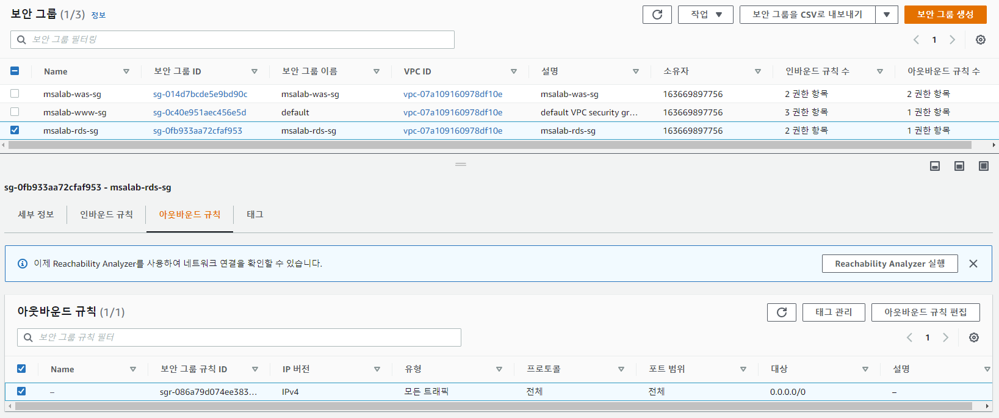 보안 그룹 (1/3) 정보
작업 보안 그룹을 CSV로 내보내기 보안 그룹 생성
보안 그룹 필터링
1
Name 보안 그룹 ID 보안 그룹 이름 VPC ID 설명 소유자 인바운드 규칙 수 아웃바운드 규칙 수
msalab-was-sg sg-014d7bcde5e9bd90c msalab-was-sg vpc-07a109160978df10e msalab-was-sg 163669897756 2 권한 항목 2 권한 항목
msalab-www-sg sg-0c40e951aec456e5d default vpc-07a109160978df10e default VPC security gr... 163669897756 3 권한 항목 1 권한 항목
msalab-rds-sg sg-0fb933aa72cfaf953 msalab-rds-sg vpc-07a109160978df10e msalab-rds-sg 163669897756 2 권한 항목 1 권한 항목
sg-0fb933aa72cfaf953 - msalab-rds-sg
세부 정보 인바운드 규칙 아웃바운드 규칙 태그
이제 Reachability Analyzer를 사용하여 네트워크 연결을 확인할 수 있습니다. Reachability Analyzer 실행
아웃바운드 규칙 (1/1)
태그 관리 아웃바운드 규칙 편집
보안 그룹 규칙 필터
1
Name 보안 그룹 규칙 ID IP 버전 유형 프로토콜 포트 범위 대상 설명
– sgr-086a79d074ee383... IPv4 모든 트래픽 전체 전체 0.0.0.0/0 –